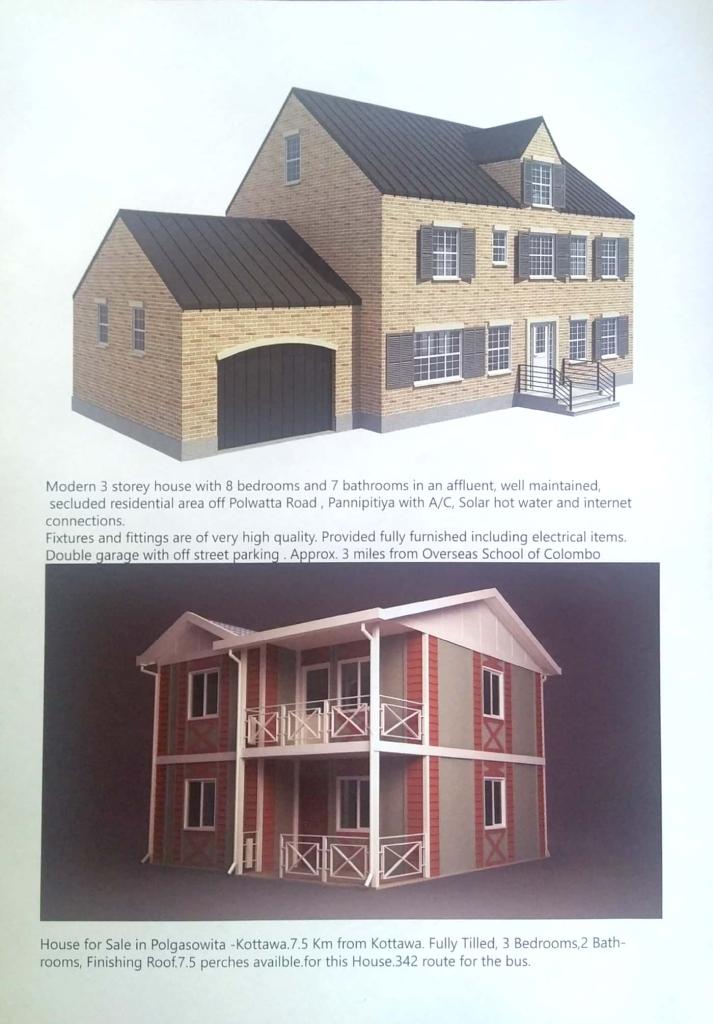 Modern 3 storey house with 8 bedrooms and 7 bathrooms in an affluent, well maintained,
secluded residential area off Polwatta Road , Pannipitiya with A/C, Solar hot water and internet
connections.
Fixtures and fittings are of very high quality. Provided fully furnished including electrical items.
Double garage with off street parking . Approx. 3 miles from Overseas School of Colombo
House for Sale in Polgasowita -Kottawa.7.5 Km from Kottawa. Fully Tilled, 3 Bedrooms,2 Bath-
rooms, Finishing Roof.7.5 perches availble.for this House.342 route for the bus.